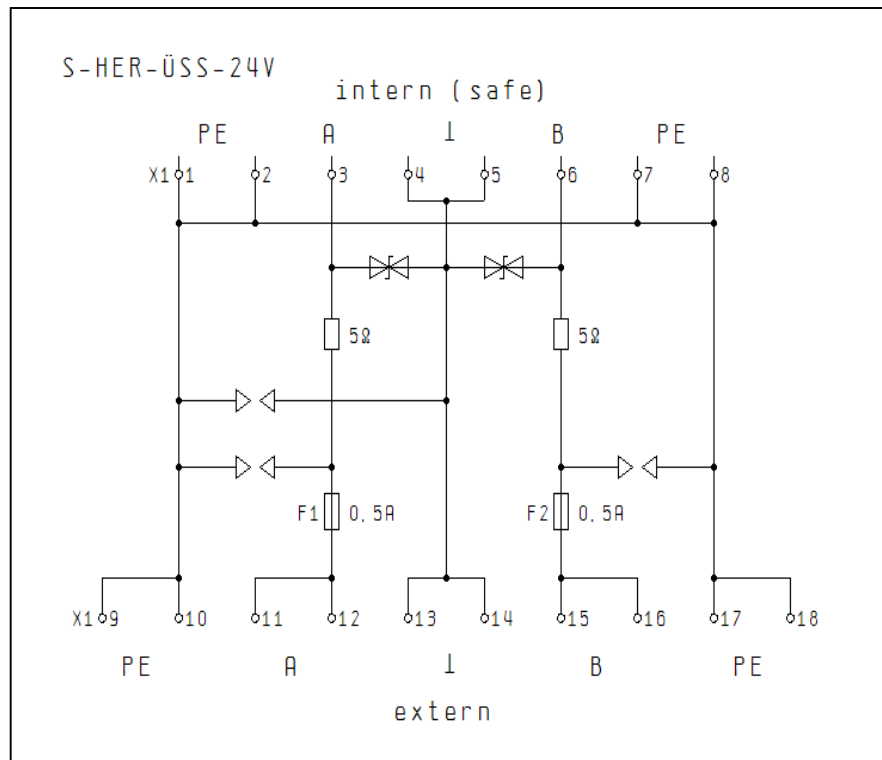 S-HER-ÜSS-24V
intern (safe)
PE A ⊥ B PE
X1 1 2 3 4 5 6 7 8
5Ω 5Ω
F1 0,5A F2 0,5A
X1 9 10 11 12 13 14 15 16 17 18
PE A ⊥ B PE
extern